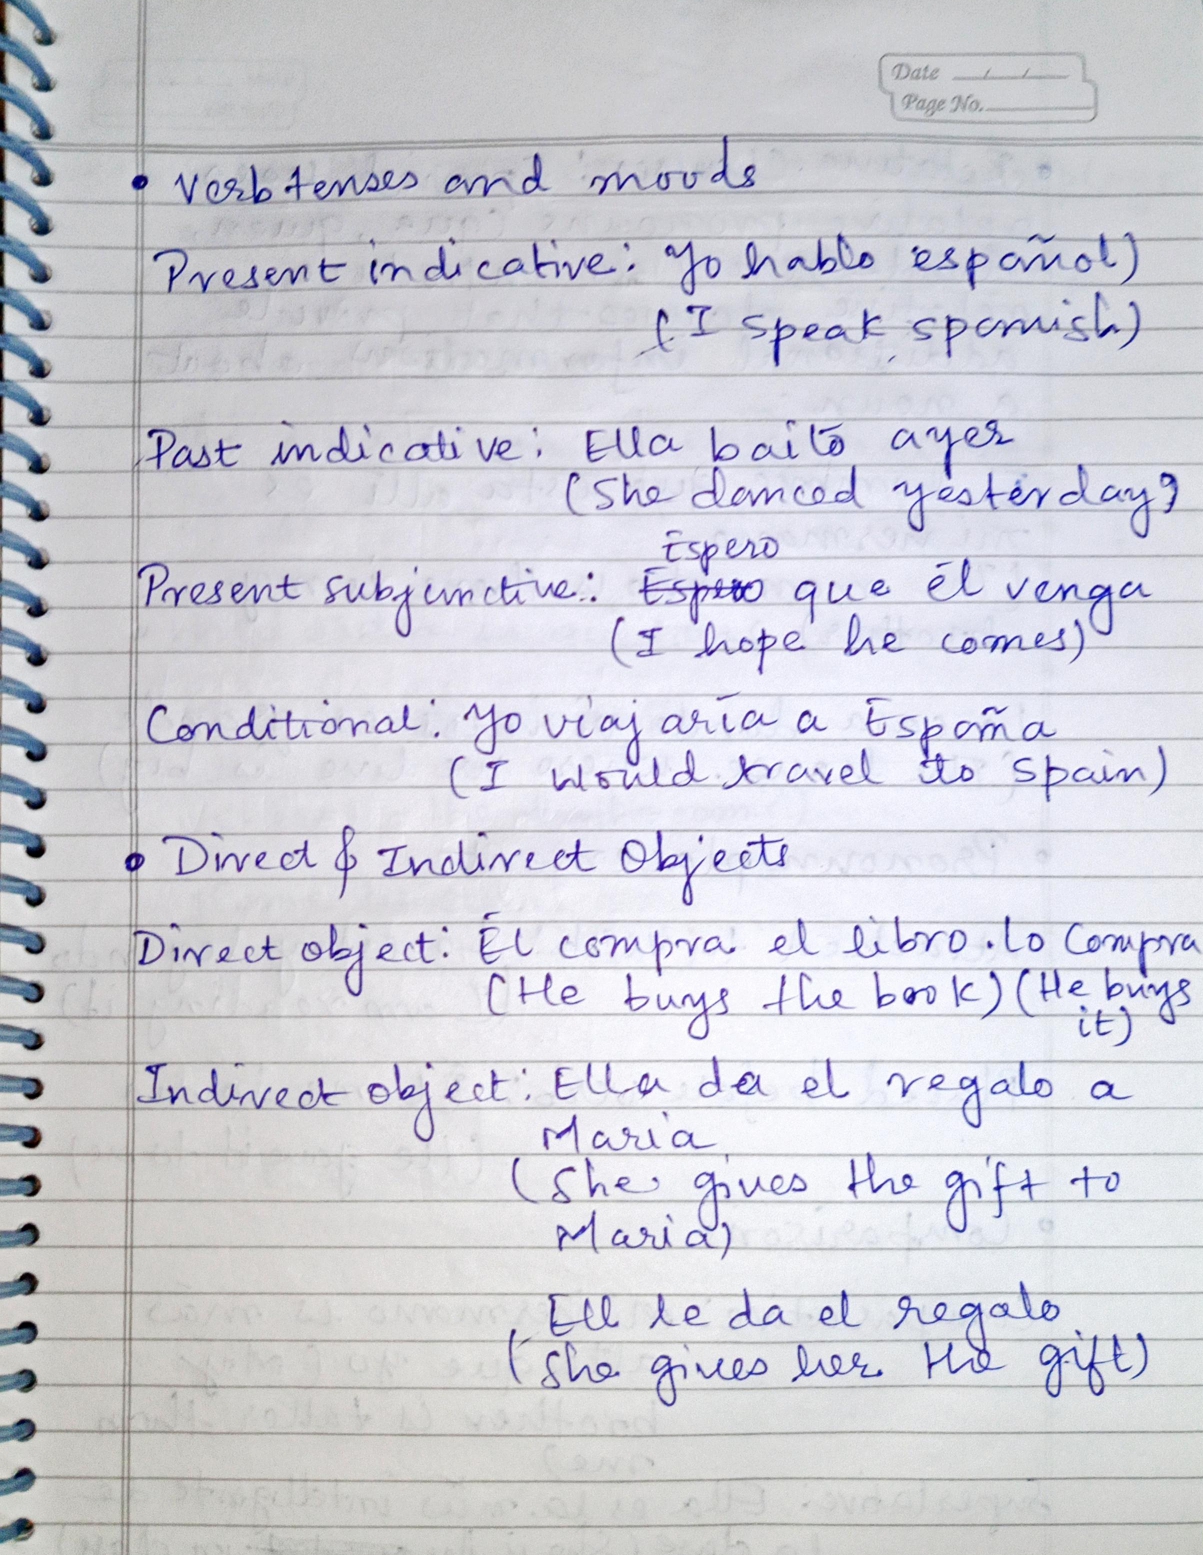 Date / /
Page No.
• Verb tenses and moods
Present indicative: Yo hablo español)
(I speak spanish)
Past indicative: Ella baitō ayer
(She danced yesterday)
Espero
Present subjunctive: Espero que él venga
(I hope he comes)
Conditional: Yo viajaría a España
(I would travel to spain)
• Direct & Indirect Objects
Direct object: Él compra el libro. lo compra
(He buys the book) (He buys
it)
Indirect object: Ella da el regalo a
Maria
(She gives the gift to
Maria)
Ell le da el regalo
(She gives her the gift)